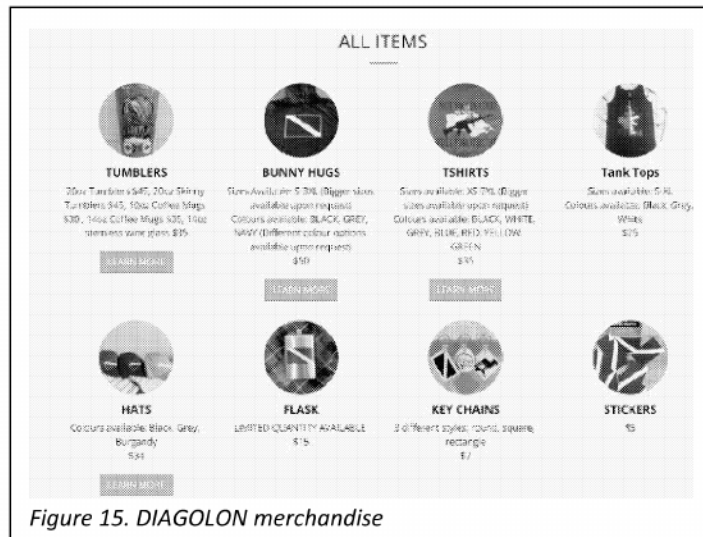 ALL ITEMS
TUMBLERS
20oz Tumblers $45, 20oz Skinny
Tumblers $45, 10oz Coffee Mugs
$30, 14oz Coffee Mugs $35, 14oz
stemless wine glass $35
LEARN MORE
BUNNY HUGS
Sizes Available: S-3XL (Bigger sizes
available upon request)
Colours available: BLACK, GREY,
NAVY (Different colour options
available upon request)
$50
LEARN MORE
TSHIRTS
Sizes available: XS- (Bigger
sizes available upon request)
Colours available: BLACK, WHITE,
GREY, BLUE, RED, YELLOW,
GREEN
$35
LEARN MORE
Tank Tops
Sizes available: S-XL
Colours available: Black, Grey,
White
$25
HATS
Colours available: Black, Grey,
Burgandy
LEARN MORE
FLASK
LIMITED QUANTITY AVAILABLE
$15
KEY CHAINS
3 different styles: round, square,
rectangle
$7
STICKERS
$5
Figure 15. DIAGOLON merchandise